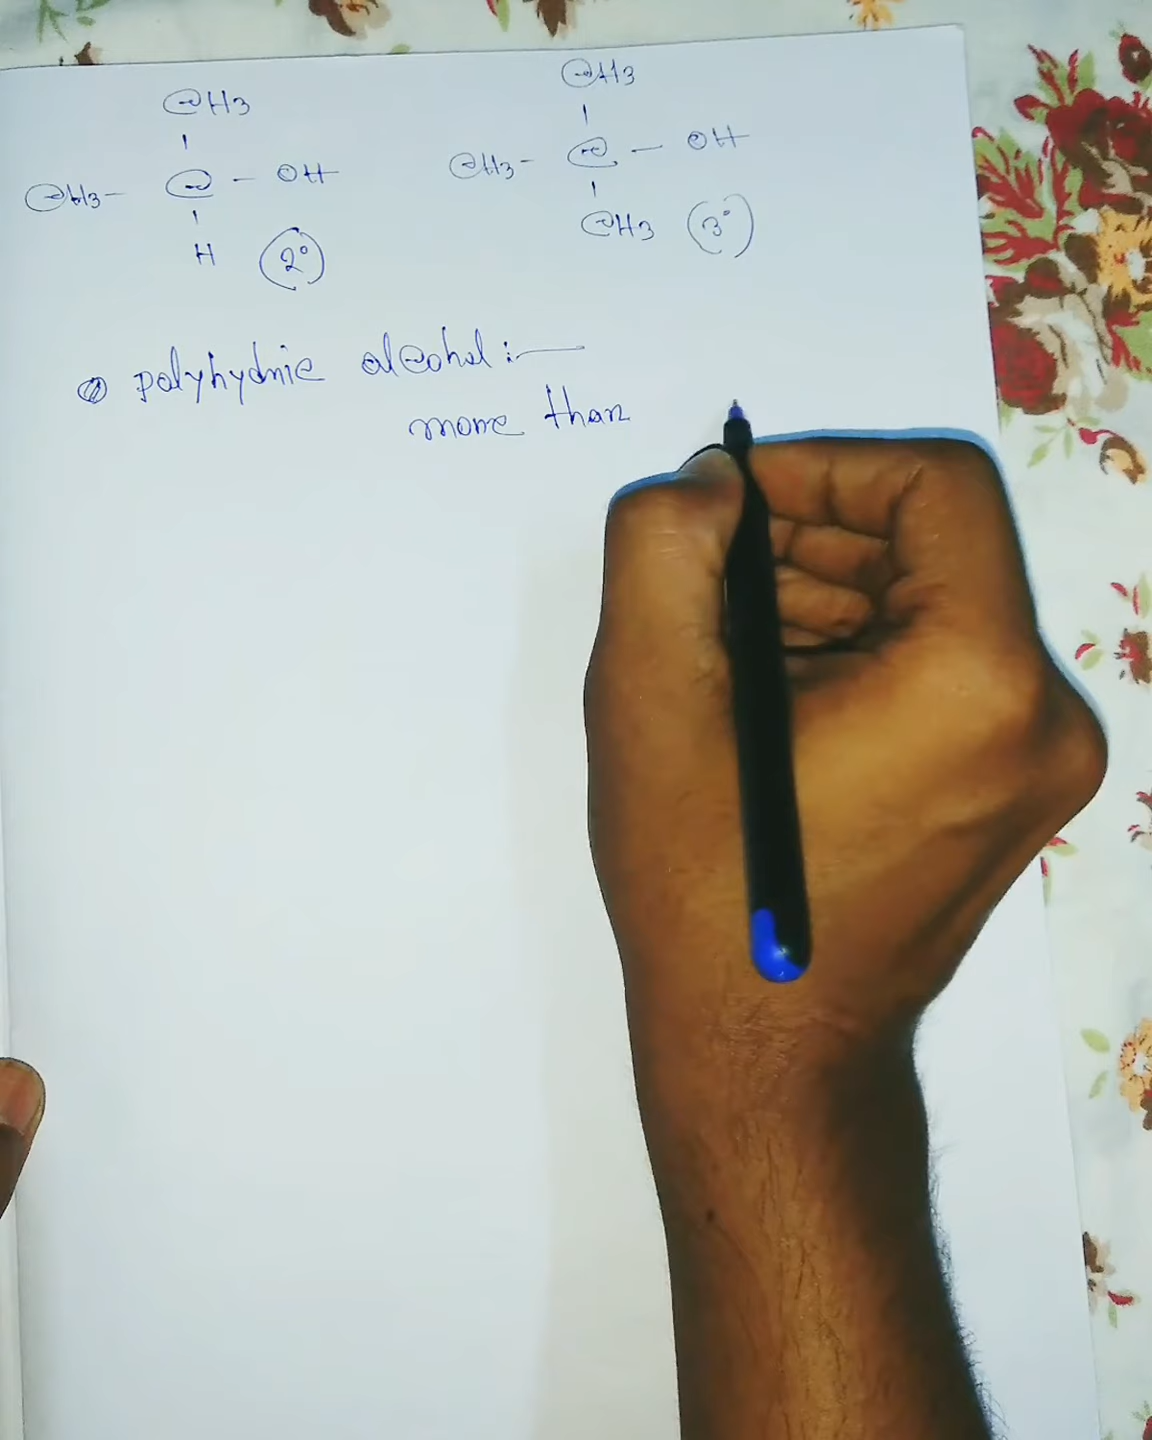 CH3 CH3
CH3- C - OH CH3- C - OH
H (2°) CH3 (3°)
polyhydric alcohol :-
more than